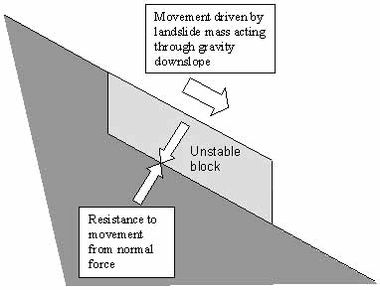 Movement driven by
landslide mass acting
through gravity
downslope
Unstable
block
Resistance to
movement
from normal
force